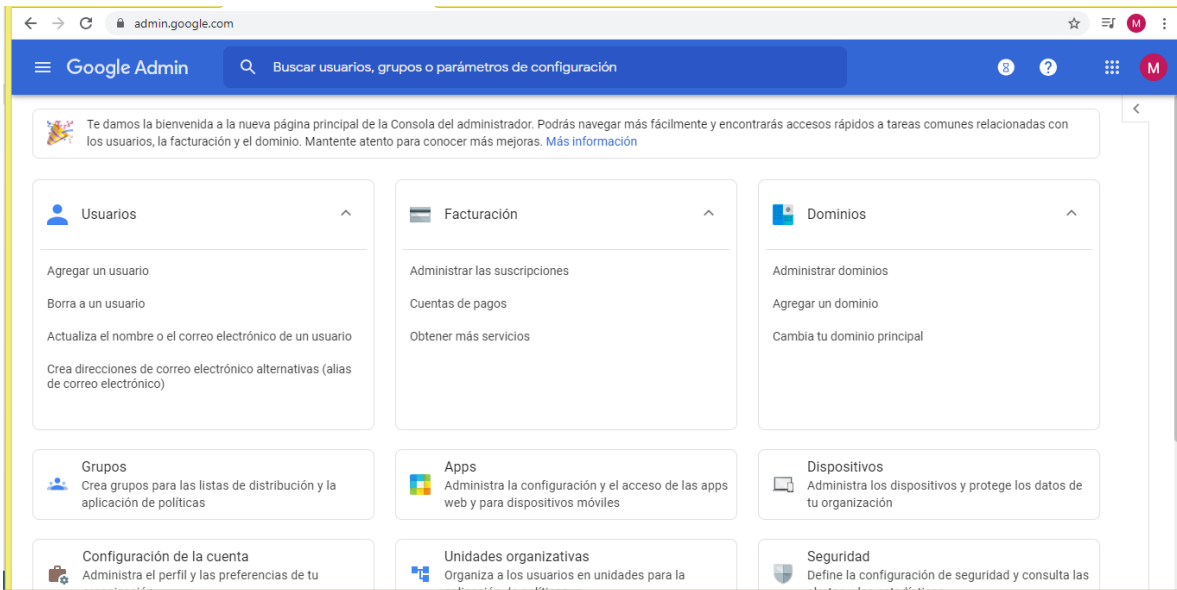 admin.google.com
M
Google Admin
Buscar usuarios, grupos o parámetros de configuración
8
?
M
Te damos la bienvenida a la nueva página principal de la Consola del administrador. Podrás navegar más fácilmente y encontrarás accesos rápidos a tareas comunes relacionadas con
los usuarios, la facturación y el dominio. Mantente atento para conocer más mejoras. Más información
Usuarios
Agregar un usuario
Borra a un usuario
Actualiza el nombre o el correo electrónico de un usuario
Crea direcciones de correo electrónico alternativas (alias
de correo electrónico)
Facturación
Administrar las suscripciones
Cuentas de pagos
Obtener más servicios
Dominios
Administrar dominios
Agregar un dominio
Cambia tu dominio principal
Grupos
Crea grupos para las listas de distribución y la
aplicación de políticas
Apps
Administra la configuración y el acceso de las apps
web y para dispositivos móviles
Dispositivos
Administra los dispositivos y protege los datos de
tu organización
Configuración de la cuenta
Administra el perfil y las preferencias de tu
Unidades organizativas
Organiza a los usuarios en unidades para la
Seguridad
Define la configuración de seguridad y consulta las